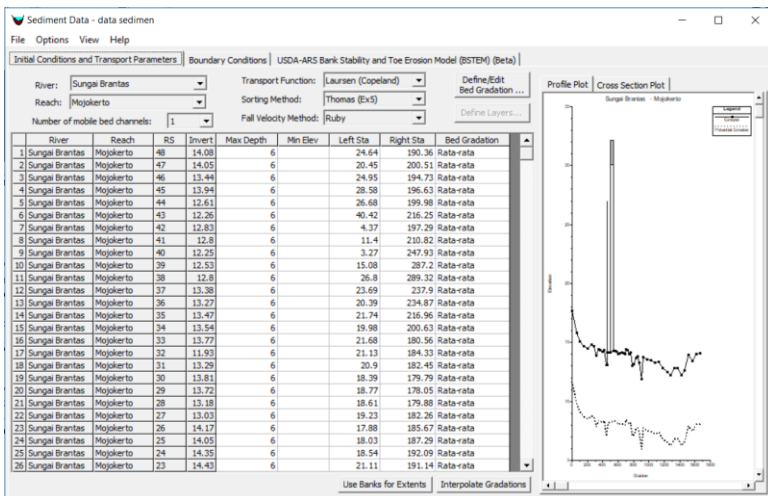 Sediment Data - data sedimen
File Options View Help
Initial Conditions and Transport Parameters Boundary Conditions USDA-ARS Bank Stability and Toe Erosion Model (BSTEM) (Beta)
River: Sungai Brantas Transport Function: Laursen (Copeland) Define/Edit Bed Gradation ...
Reach: Mojokerto Sorting Method: Thomas (Ex5)
Number of mobile bed channels: 1 Fall Velocity Method: Ruby Define Layers...
River Reach RS Invert Max Depth Min Elev Left Sta Right Sta Bed Gradation
1 Sungai Brantas Mojokerto 48 14.08 6 24.64 190.36 Rata-rata
2 Sungai Brantas Mojokerto 47 14.05 6 20.45 200.51 Rata-rata
3 Sungai Brantas Mojokerto 46 13.44 6 24.95 194.73 Rata-rata
4 Sungai Brantas Mojokerto 45 13.94 6 28.58 196.63 Rata-rata
5 Sungai Brantas Mojokerto 44 12.61 6 26.68 199.98 Rata-rata
6 Sungai Brantas Mojokerto 43 12.26 6 40.42 216.25 Rata-rata
7 Sungai Brantas Mojokerto 42 12.83 6 4.37 197.29 Rata-rata
8 Sungai Brantas Mojokerto 41 12.8 6 11.4 210.82 Rata-rata
9 Sungai Brantas Mojokerto 40 12.25 6 3.27 247.93 Rata-rata
10 Sungai Brantas Mojokerto 39 12.53 6 15.08 287.2 Rata-rata
11 Sungai Brantas Mojokerto 38 12.8 6 26.8 289.32 Rata-rata
12 Sungai Brantas Mojokerto 37 13.38 6 23.69 237.9 Rata-rata
13 Sungai Brantas Mojokerto 36 13.27 6 20.39 234.87 Rata-rata
14 Sungai Brantas Mojokerto 35 13.47 6 21.74 216.96 Rata-rata
15 Sungai Brantas Mojokerto 34 13.54 6 19.98 200.63 Rata-rata
16 Sungai Brantas Mojokerto 33 13.77 6 21.68 180.56 Rata-rata
17 Sungai Brantas Mojokerto 32 11.93 6 21.13 184.33 Rata-rata
18 Sungai Brantas Mojokerto 31 13.29 6 20.9 182.45 Rata-rata
19 Sungai Brantas Mojokerto 30 13.81 6 18.39 179.79 Rata-rata
20 Sungai Brantas Mojokerto 29 13.72 6 18.77 178.05 Rata-rata
21 Sungai Brantas Mojokerto 28 13.18 6 18.61 179.88 Rata-rata
22 Sungai Brantas Mojokerto 27 13.03 6 19.23 182.26 Rata-rata
23 Sungai Brantas Mojokerto 26 14.17 6 17.88 185.67 Rata-rata
24 Sungai Brantas Mojokerto 25 14.05 6 18.03 187.29 Rata-rata
25 Sungai Brantas Mojokerto 24 14.35 6 18.54 192.09 Rata-rata
26 Sungai Brantas Mojokerto 23 14.43 6 21.11 191.14 Rata-rata
Use Banks for Extents Interpolate Gradations
Profile Plot Cross Section Plot
Sungai Brantas - Mojokerto
Legend
Elevation